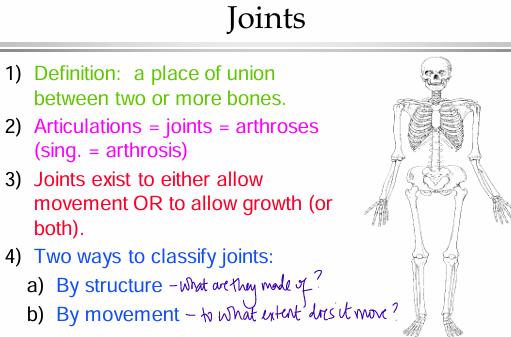 Joints
1) Definition: a place of union
between two or more bones.
2) Articulations = joints = arthroses
(sing. = arthrosis)
3) Joints exist to either allow
movement OR to allow growth (or
both).
4) Two ways to classify joints:
a) By structure – what are they made of?
b) By movement – to what extent does it move?